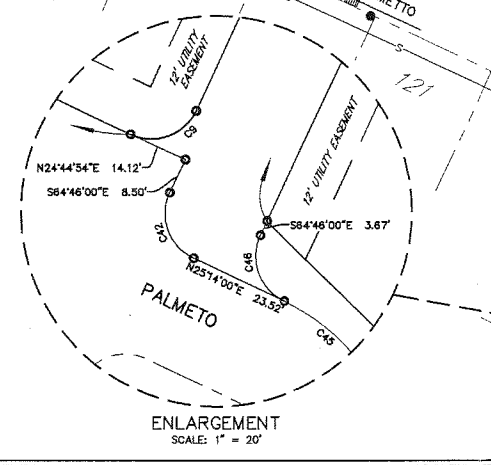 METTO
S
121
12' UTILITY
EASEMENT
C9
12' UTILITY EASEMENT
N24°44'54"E 14.12'
S64°46'00"E 8.50'
C42
S64°46'00"E 3.67'
C46
N25°14'00"E 23.52'
PALMETO
C45
ENLARGEMENT
SCALE: 1" = 20'